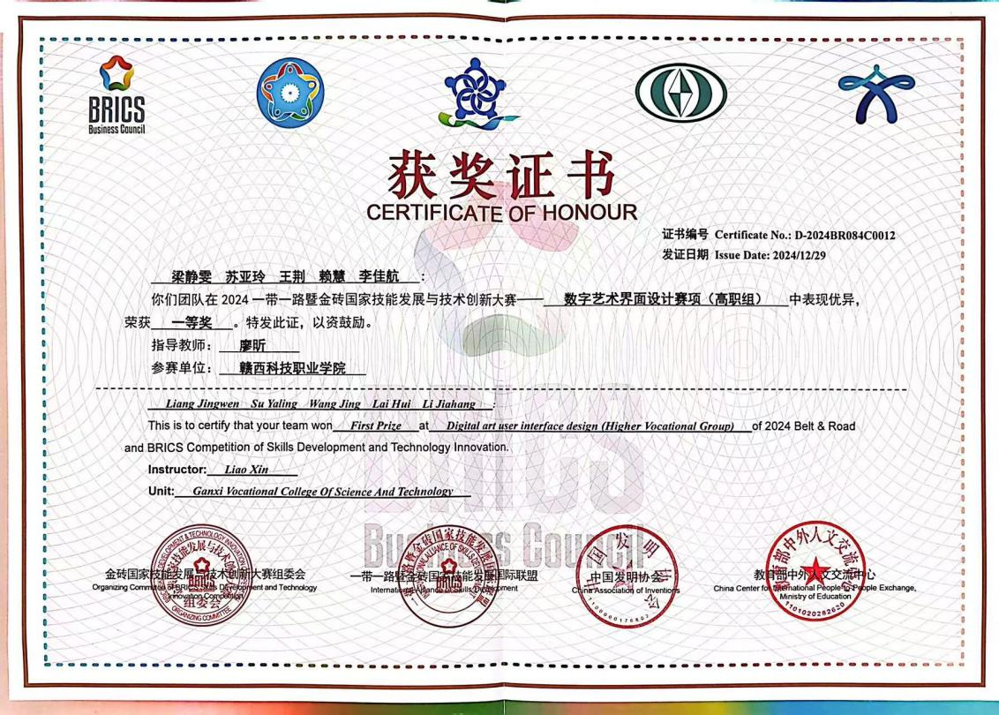 BRICS
Business Council
获奖证书
CERTIFICATE OF HONOUR
证书编号 Certificate No.: D-2024BR084C0012
发证日期 Issue Date: 2024/12/29
梁静雯 苏亚玲 王荆 赖慧 李佳航：
你们团队在 2024 一带一路暨金砖国家技能发展与技术创新大赛——数字艺术界面设计赛项（高职组）中表现优异，
荣获 一等奖 。特发此证，以资鼓励。
指导教师： 廖昕
参赛单位： 赣西科技职业学院
Liang Jingwen Su Yaling Wang Jing Lai Hui Li Jiahang :
This is to certify that your team won First Prize at Digital art user interface design (Higher Vocational Group) of 2024 Belt & Road
and BRICS Competition of Skills Development and Technology Innovation.
Instructor: Liao Xin
Unit: Ganxi Vocational College Of Science And Technology
BRICS
Business Council
金砖国家技能发展与技术创新大赛组委会
Organizing Committee of BRICS Skills Development and Technology
Innovation Competition
组委会
ORGANIZING COMMITTEE
一带一路暨金砖国家技能发展国际联盟
International Alliance of Skills Development
中国发明协会
China Association of Inventions
教育部中外人文交流中心
China Center for International People-to-People Exchange,
Ministry of Education
1101020282620